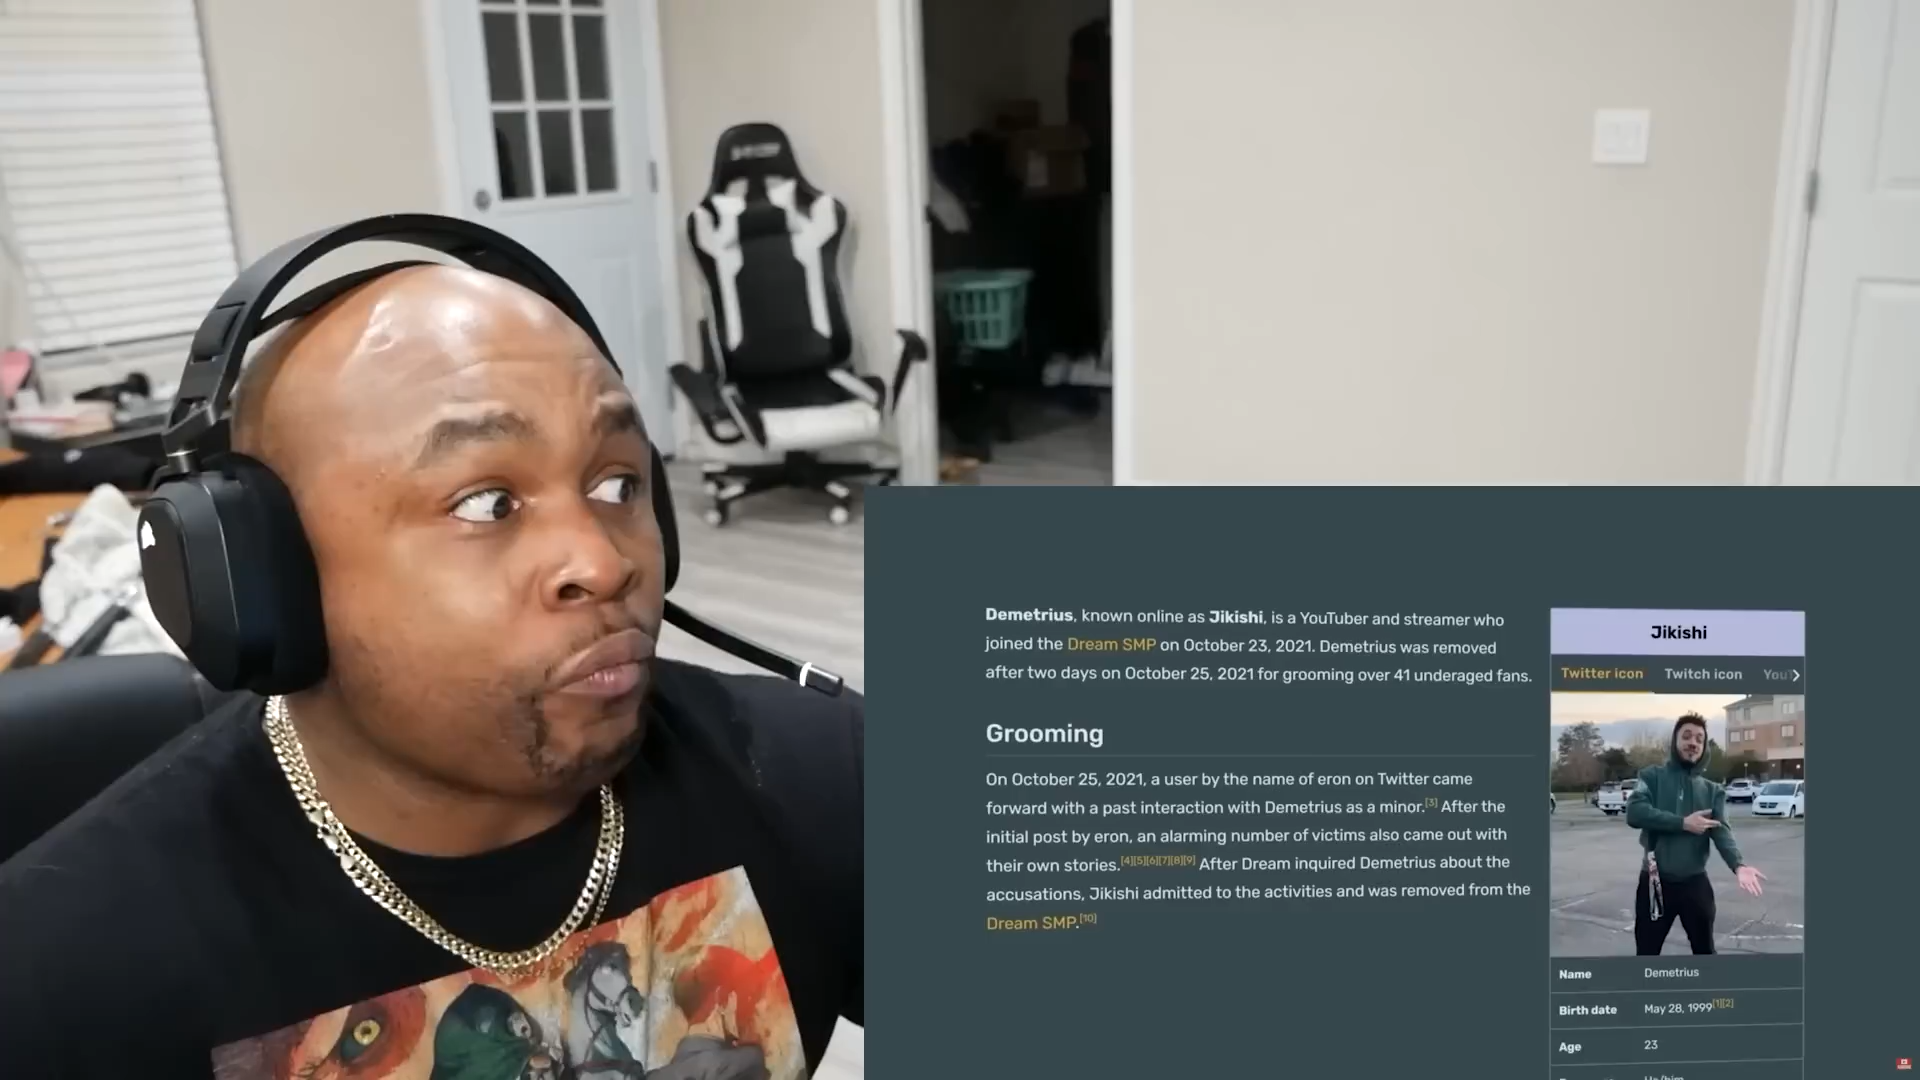 Demetrius, known online as Jikishi, is a YouTuber and streamer who
joined the Dream SMP on October 23, 2021. Demetrius was removed
after two days on October 25, 2021 for grooming over 41 underaged fans.
Grooming
On October 25, 2021, a user by the name of eron on Twitter came
forward with a past interaction with Demetrius as a minor.[3] After the
initial post by eron, an alarming number of victims also came out with
their own stories.[4][5][6][7][8][9] After Dream inquired Demetrius about the
accusations, Jikishi admitted to the activities and was removed from the
Dream SMP.[10]
Jikishi
Twitter icon Twitch icon YouT
Name Demetrius
Birth date May 28, 1999[1][2]
Age 23